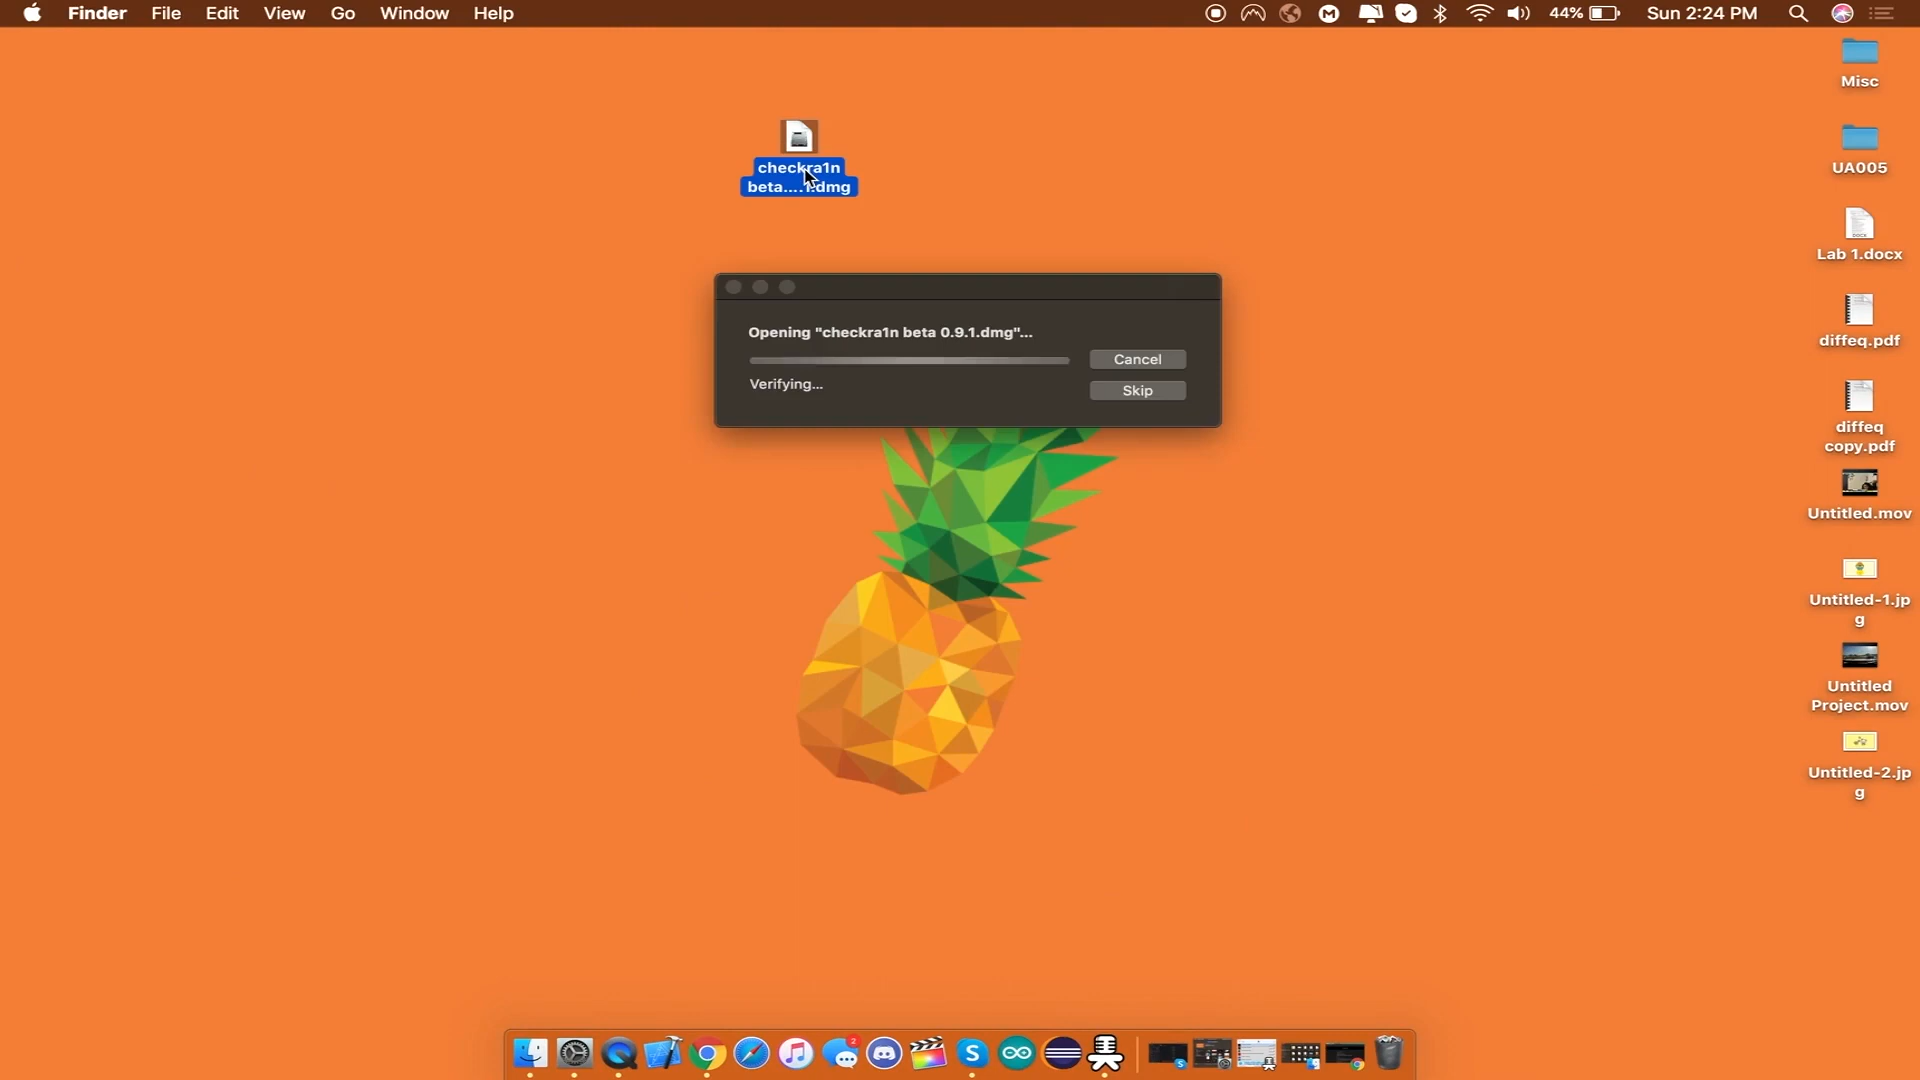 Finder File Edit View Go Window Help 44% Sun 2:24 PM
checkra1n
beta....1.dmg
Opening "checkra1n beta 0.9.1.dmg"...
Cancel
Verifying...
Skip
Misc
UA005
DOCX
Lab 1.docx
diffeq.pdf
diffeq
copy.pdf
Untitled.mov
Untitled-1.jp
g
Untitled
Project.mov
Untitled-2.jp
g
2